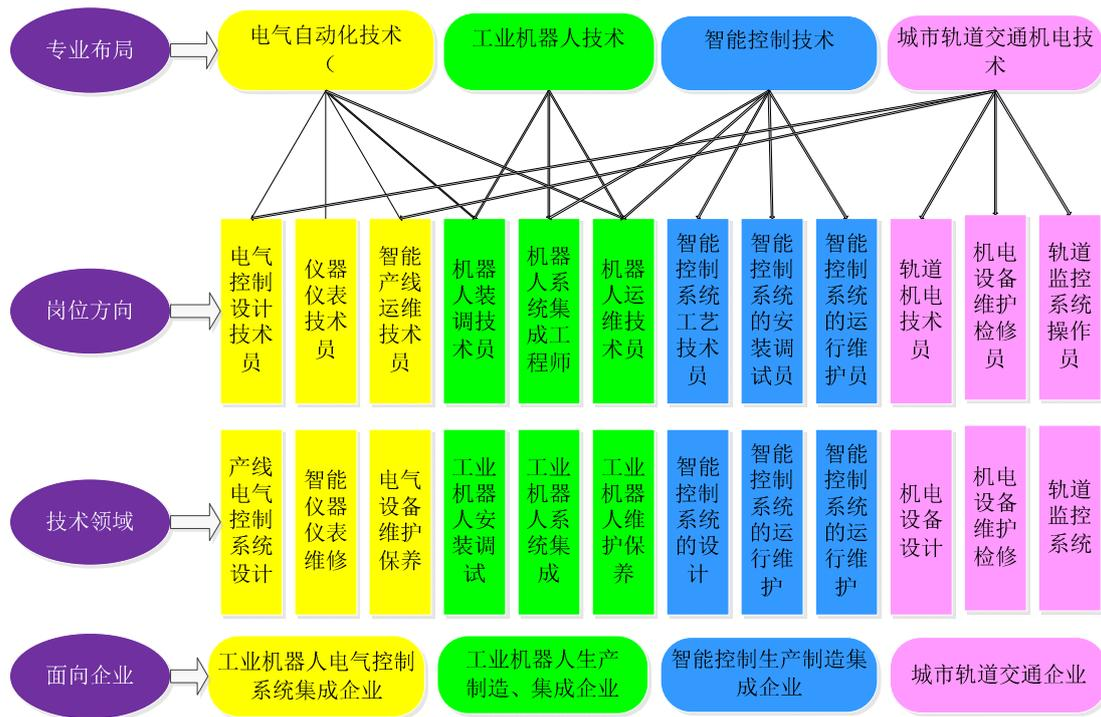 专业布局
电气自动化技术
（
工业机器人技术
智能控制技术
城市轨道交通机电技
术
岗位方向
电气
控制
设计
技术
员
仪器
仪表
技术
员
智能
产线
运维
技术
员
机器
人装
调技
术员
机器
人系
统集
成工
程师
机器
人运
维技
术员
智能
控制
系统
工艺
技术
员
智能
控制
系统
的安
装调
试员
智能
控制
系统
的运
行维
护员
轨道
机电
技术
员
机电
设备
维护
检修
员
轨道
监控
系统
操作
员
技术领域
产线
电气
控制
系统
设计
智能
仪器
仪表
维修
电气
设备
维护
保养
工业
机器
人安
装调
试
工业
机器
人系
统集
成
工业
机器
人维
护保
养
智能
控制
系统
的设
计
智能
控制
系统
的运
行维
护
智能
控制
系统
的运
行维
护
机电
设备
设计
机电
设备
维护
检修
轨道
监控
系统
面向企业
工业机器人电气控制
系统集成企业
工业机器人生产
制造、集成企业
智能控制生产制造集
成企业
城市轨道交通企业